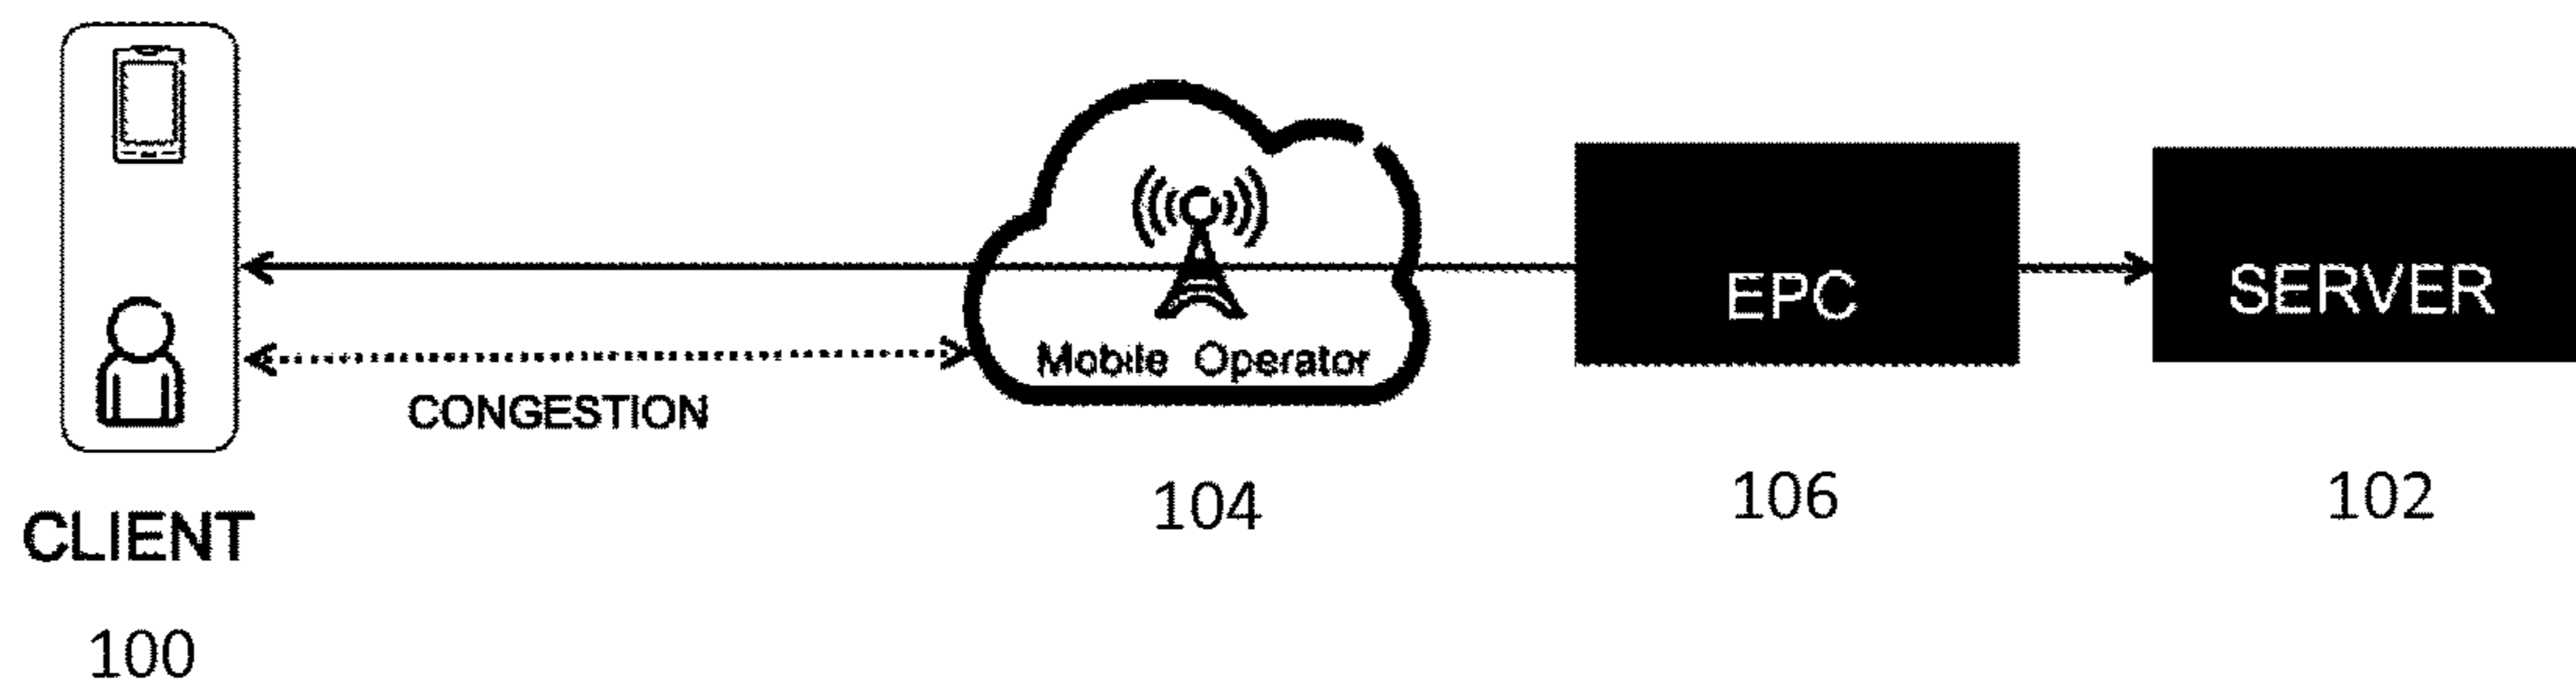 Mobile Operator
EPC
SERVER
CONGESTION
CLIENT
104
106
102
100